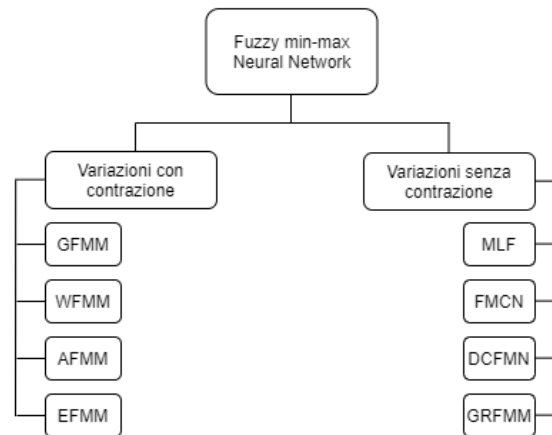 Fuzzy min-max
Neural Network
Variazioni con
contrazione
Variazioni senza
contrazione
GFMM
MLF
WFMM
FMCN
AFMM
DCFMN
EFMM
GRFMM